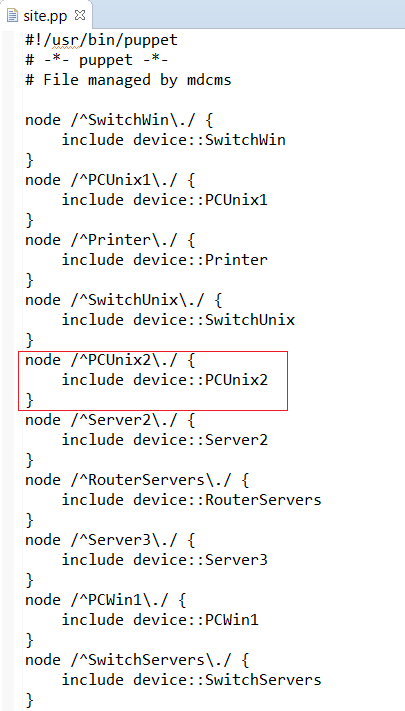 site.pp
#!/usr/bin/puppet
# -*- puppet -*-
# File managed by mdcms
node /^SwitchWin\./ {
    include device::SwitchWin
}
node /^PCUnix1\./ {
    include device::PCUnix1
}
node /^Printer\./ {
    include device::Printer
}
node /^SwitchUnix\./ {
    include device::SwitchUnix
}
node /^PCUnix2\./ {
    include device::PCUnix2
}
node /^Server2\./ {
    include device::Server2
}
node /^RouterServers\./ {
    include device::RouterServers
}
node /^Server3\./ {
    include device::Server3
}
node /^PCWin1\./ {
    include device::PCWin1
}
node /^SwitchServers\./ {
    include device::SwitchServers
}